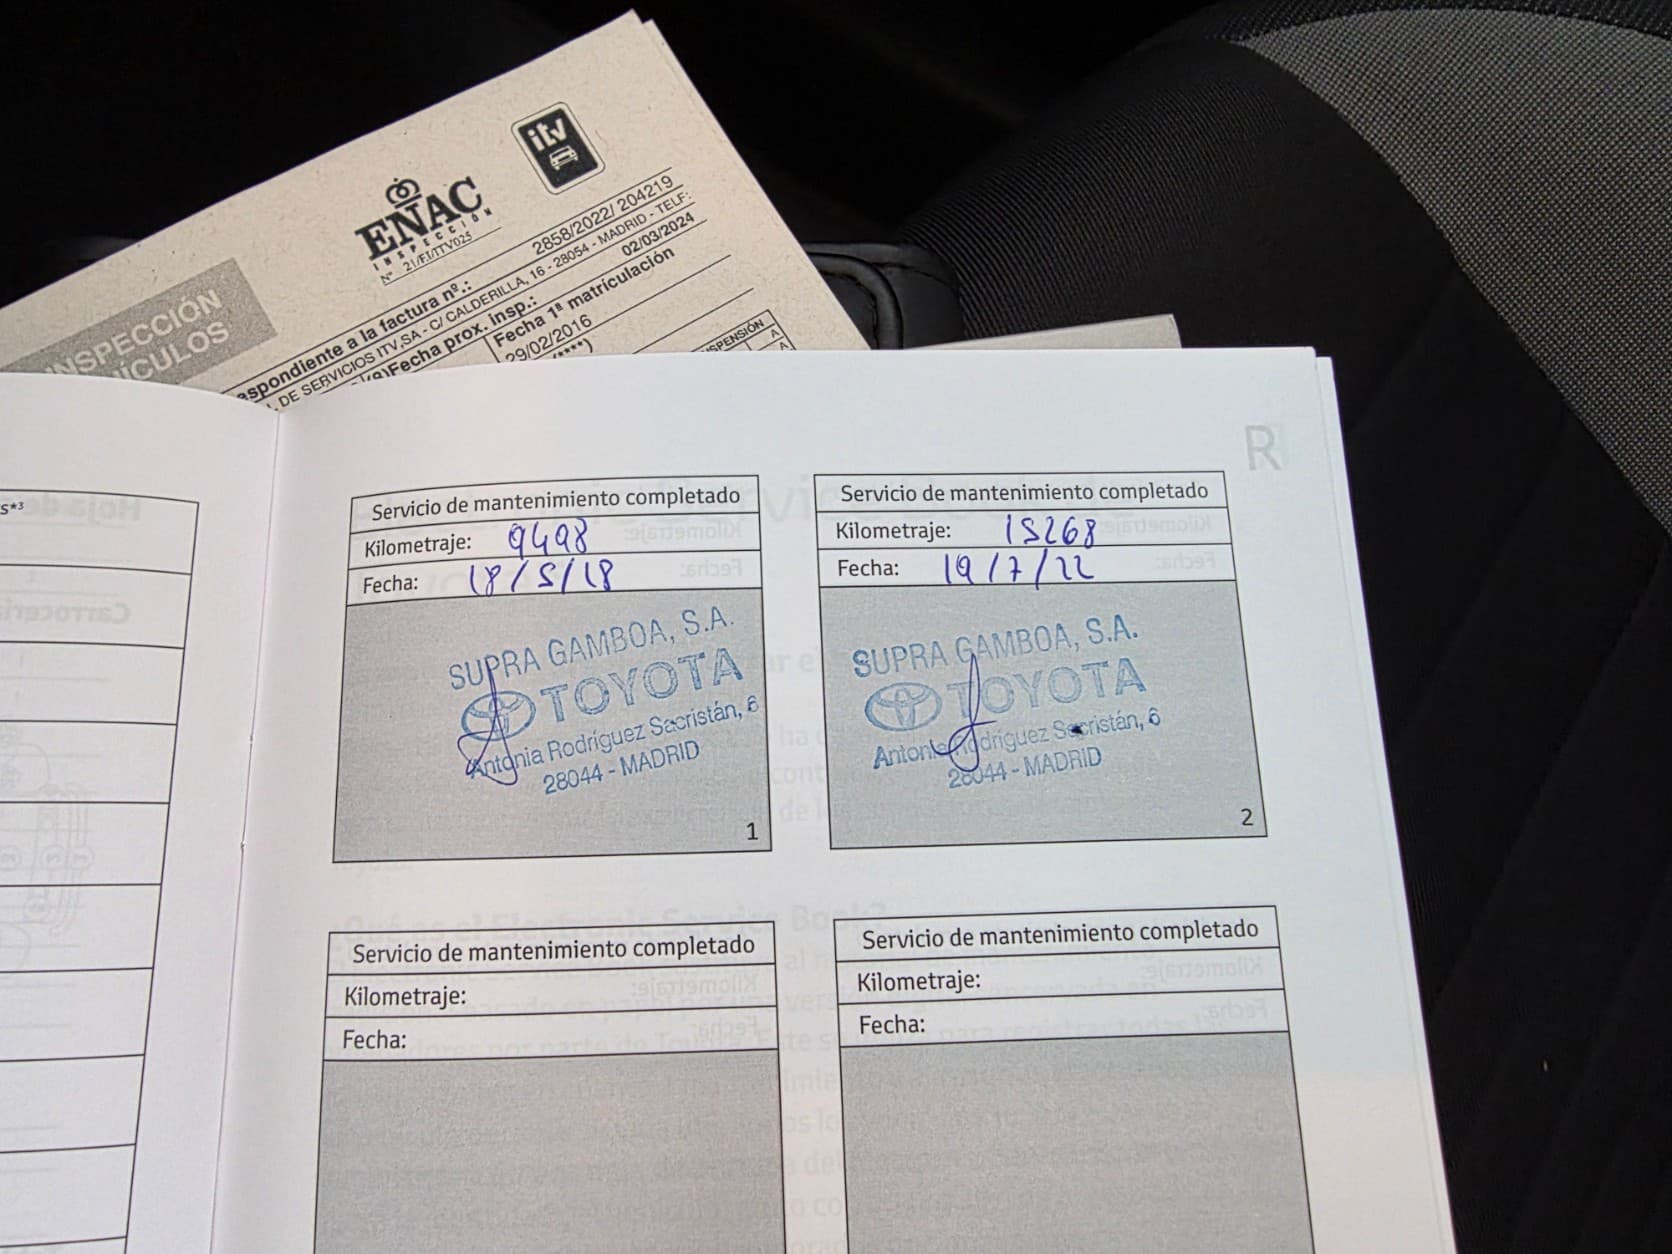 itv
ENAC
INSPECCIÓN
Nº 21/EI/ITV025
INSPECCIÓN
espondiente a la factura nº.: 2858/2022/ 204219
DE SERVICIOS ITV,SA - C/ CALDERILLA, 16 - 28054 - MADRID - TELF:
Fecha prox. insp.: 02/03/2024
Fecha 1ª matriculación
29/02/2016
(****)
R
Servicio de mantenimiento completado
Kilometraje: 9498
Fecha: 18/5/18
SUPRA GAMBOA, S.A.
TOYOTA
Antonia Rodríguez Sacristán, 6
28044 - MADRID
1
Servicio de mantenimiento completado
Kilometraje: 15268
Fecha: 19/7/22
SUPRA GAMBOA, S.A.
TOYOTA
Antonia Rodríguez Sacristán, 6
28044 - MADRID
2
Servicio de mantenimiento completado
Kilometraje:
Fecha:
Servicio de mantenimiento completado
Kilometraje:
Fecha: